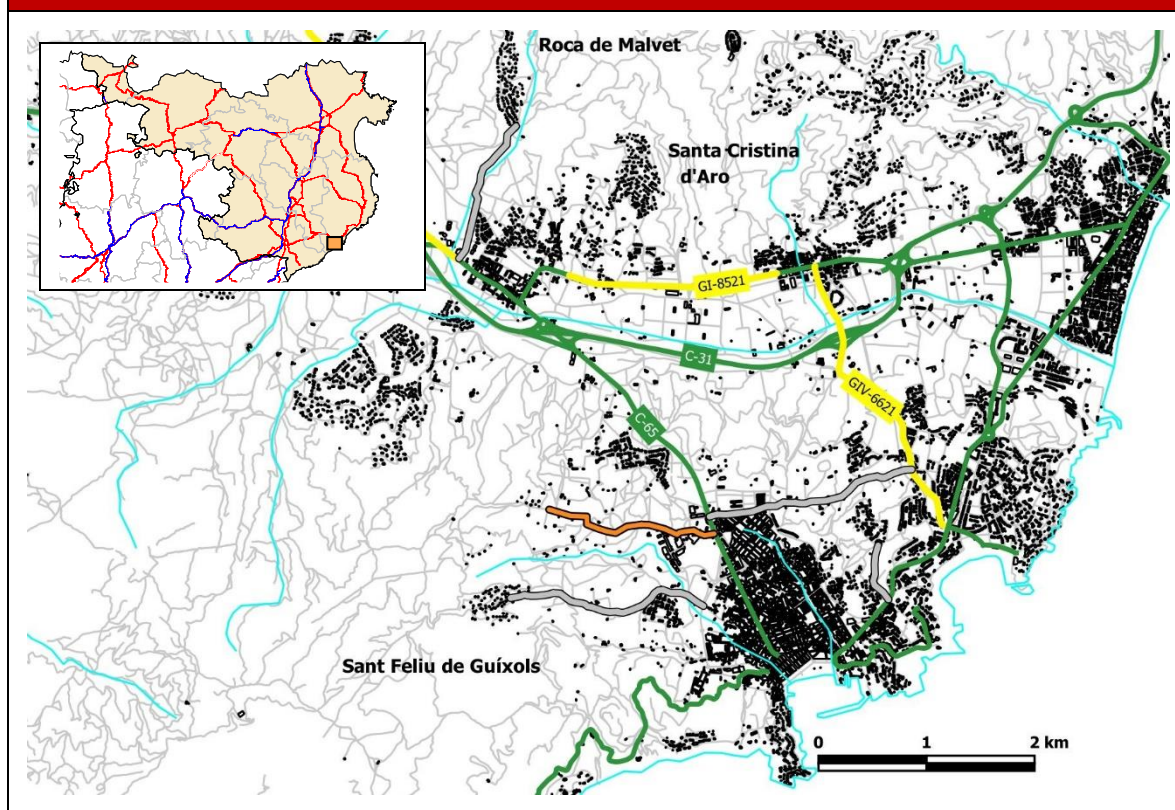 Roca de Malvet
Santa Cristina
d'Aro
GI-8521
C-31
GIV-6621
C-65
Sant Feliu de Guíxols
0 1 2 km